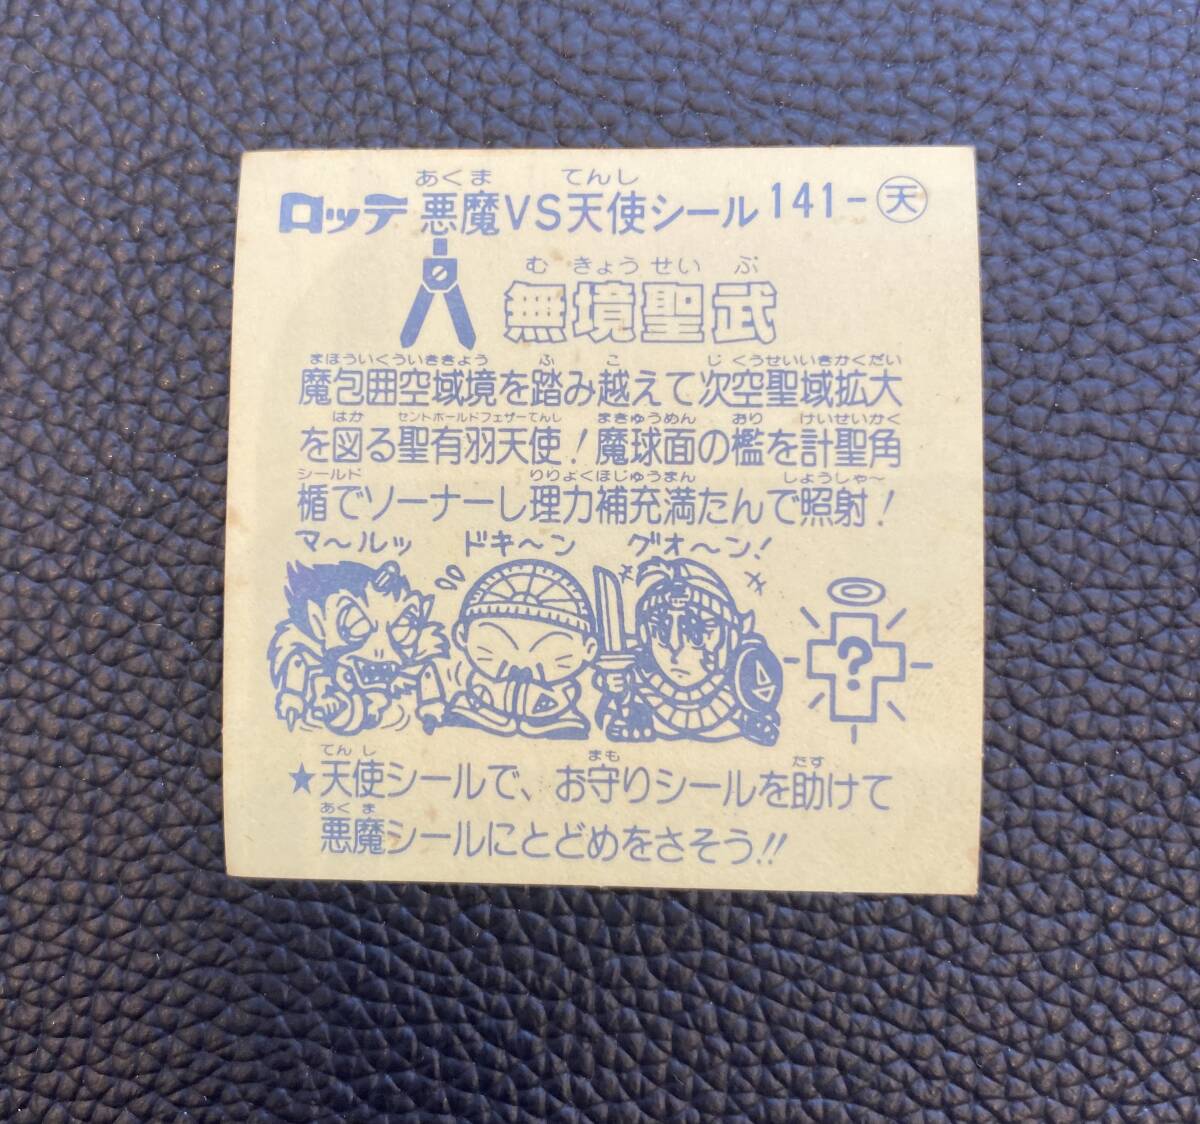 あくま てんし
ロッテ 悪魔VS天使シール 141-天
む きょう せい ぶ
無境聖武
まほういくういききょう ふ こ じ くうせいいきかくだい
魔包囲空域境を踏み越えて次空聖域拡大
はか セントホールドフェザーてんし まきゅうめん おり けいせいかく
を図る聖有羽天使!魔球面の檻を計聖角
シールド りりょくほじゅうまん しょうしゃ~
楯でソーナーし理力補充満たんで照射!
マ~ルッ ドキ~ン グオ~ン!
?
てん し まも たす
★天使シールで、お守りシールを助けて
あく ま
悪魔シールにとどめをさそう!!